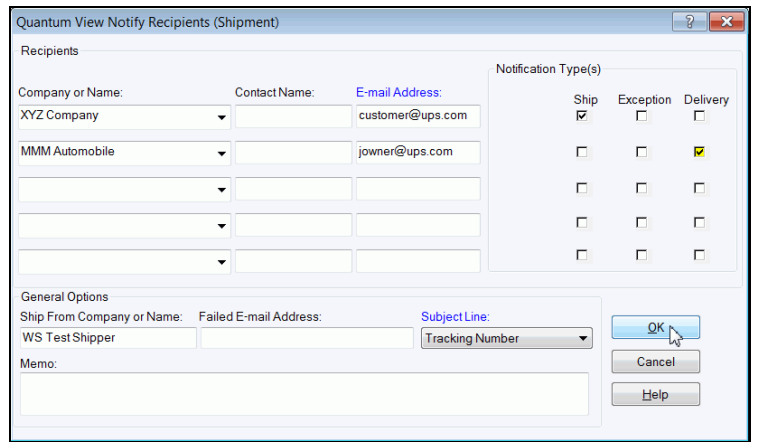 Quantum View Notify Recipients (Shipment)
Recipients
Notification Type(s)
Company or Name: Contact Name: E-mail Address:
Ship Exception Delivery
XYZ Company customer@ups.com
MMM Automobile jowner@ups.com
General Options
Ship From Company or Name: Failed E-mail Address: Subject Line:
WS Test Shipper Tracking Number
OK
Memo:
Cancel
Help